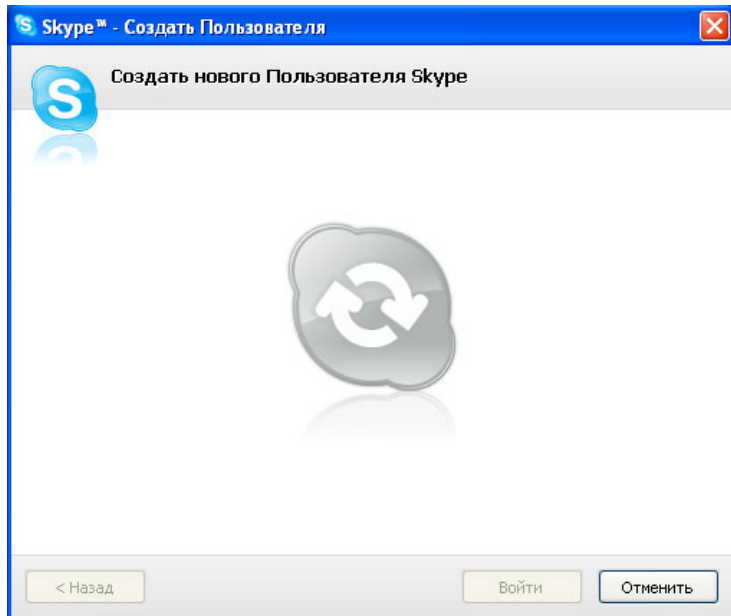 Skype™ - Создать Пользователя
Создать нового Пользователя Skype
< Назад
Войти
Отменить